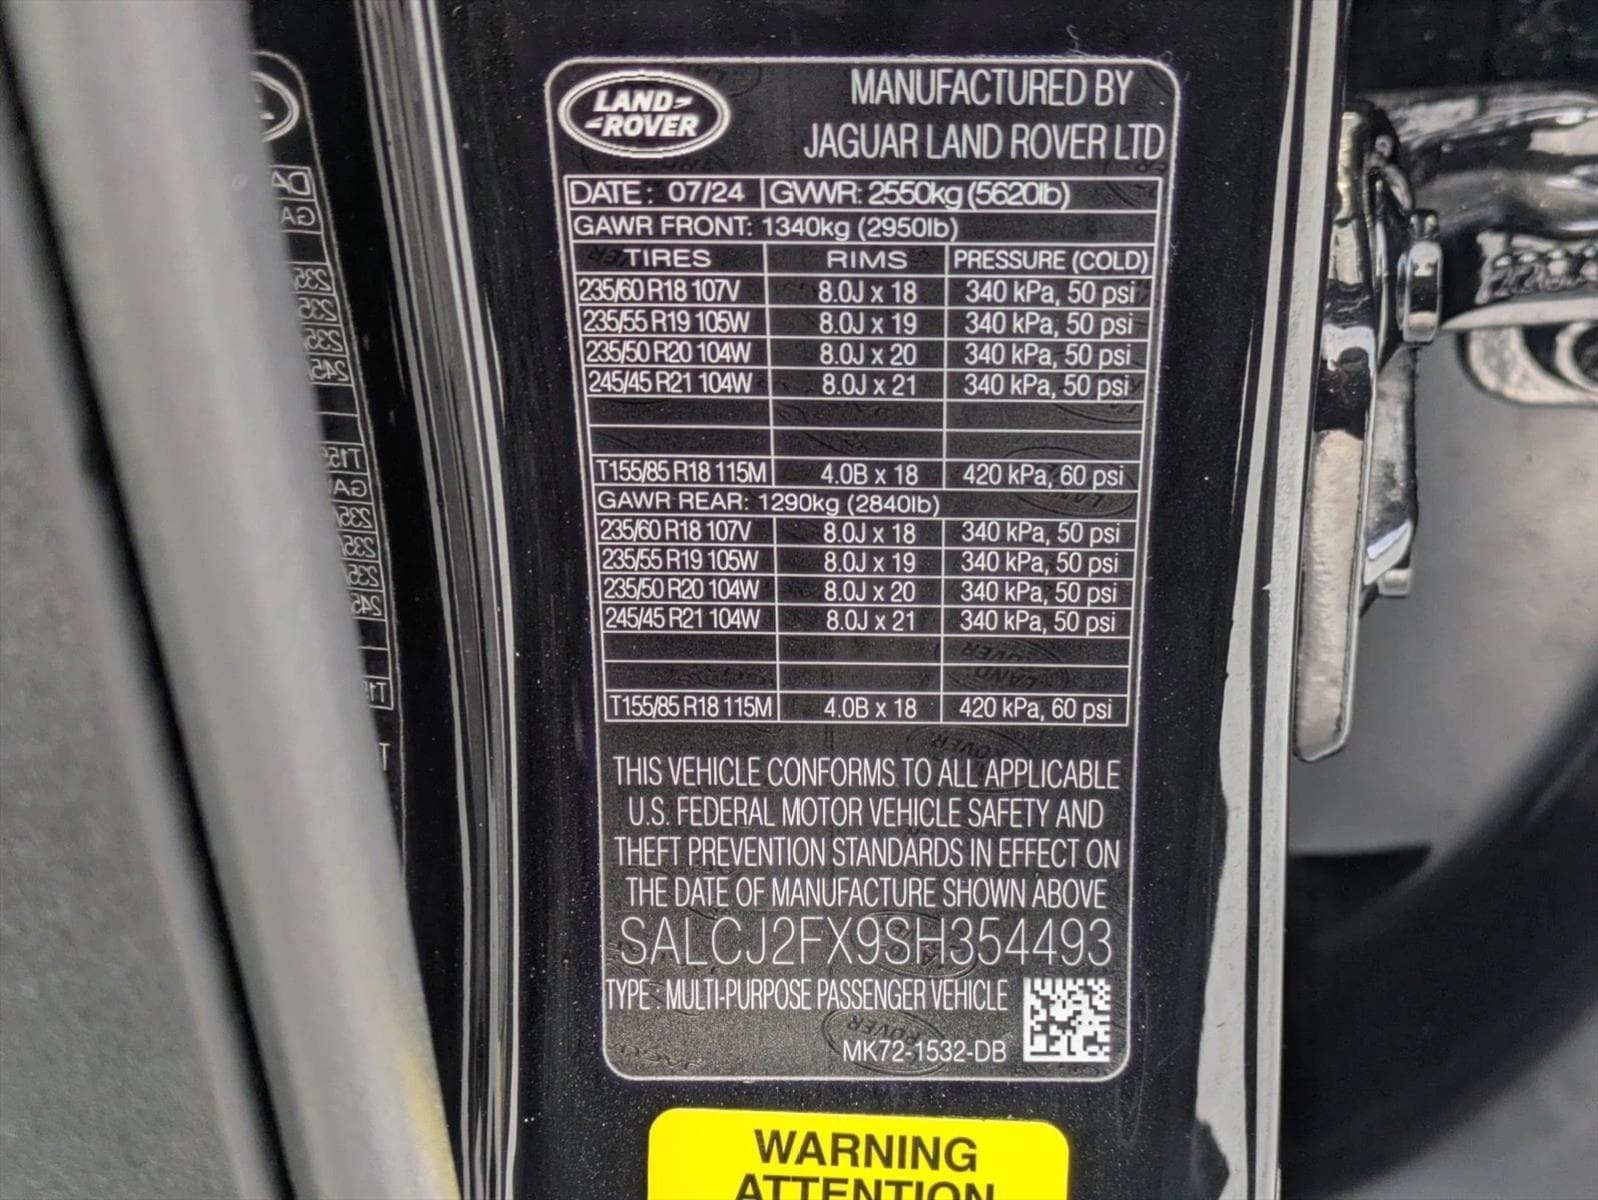 LAND-
-ROVER
MANUFACTURED BY
JAGUAR LAND ROVER LTD
DATE: 07/24 GVWR: 2550kg (5620lb)
GAWR FRONT: 1340kg (2950lb)
TIRES RIMS PRESSURE (COLD)
235/60 R18 107V 8.0J x 18 340 kPa, 50 psi
235/55 R19 105W 8.0J x 19 340 kPa, 50 psi
235/50 R20 104W 8.0J x 20 340 kPa, 50 psi
245/45 R21 104W 8.0J x 21 340 kPa, 50 psi
T155/85 R18 115M 4.0B x 18 420 kPa, 60 psi
GAWR REAR: 1290kg (2840lb)
235/60 R18 107V 8.0J x 18 340 kPa, 50 psi
235/55 R19 105W 8.0J x 19 340 kPa, 50 psi
235/50 R20 104W 8.0J x 20 340 kPa, 50 psi
245/45 R21 104W 8.0J x 21 340 kPa, 50 psi
T155/85 R18 115M 4.0B x 18 420 kPa, 60 psi
THIS VEHICLE CONFORMS TO ALL APPLICABLE
U.S. FEDERAL MOTOR VEHICLE SAFETY AND
THEFT PREVENTION STANDARDS IN EFFECT ON
THE DATE OF MANUFACTURE SHOWN ABOVE
SALCJ2FX9SH354493
TYPE: MULTI-PURPOSE PASSENGER VEHICLE
MK72-1532-DB
WARNING
ATTENTION